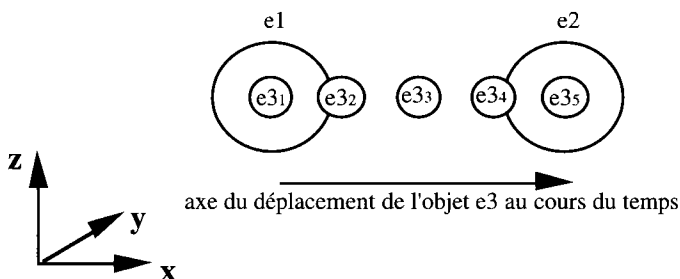 e1 e2
e3₁ e3₂ e3₃ e3₄ e3₅
axe du déplacement de l'objet e3 au cours du temps
z
y
x